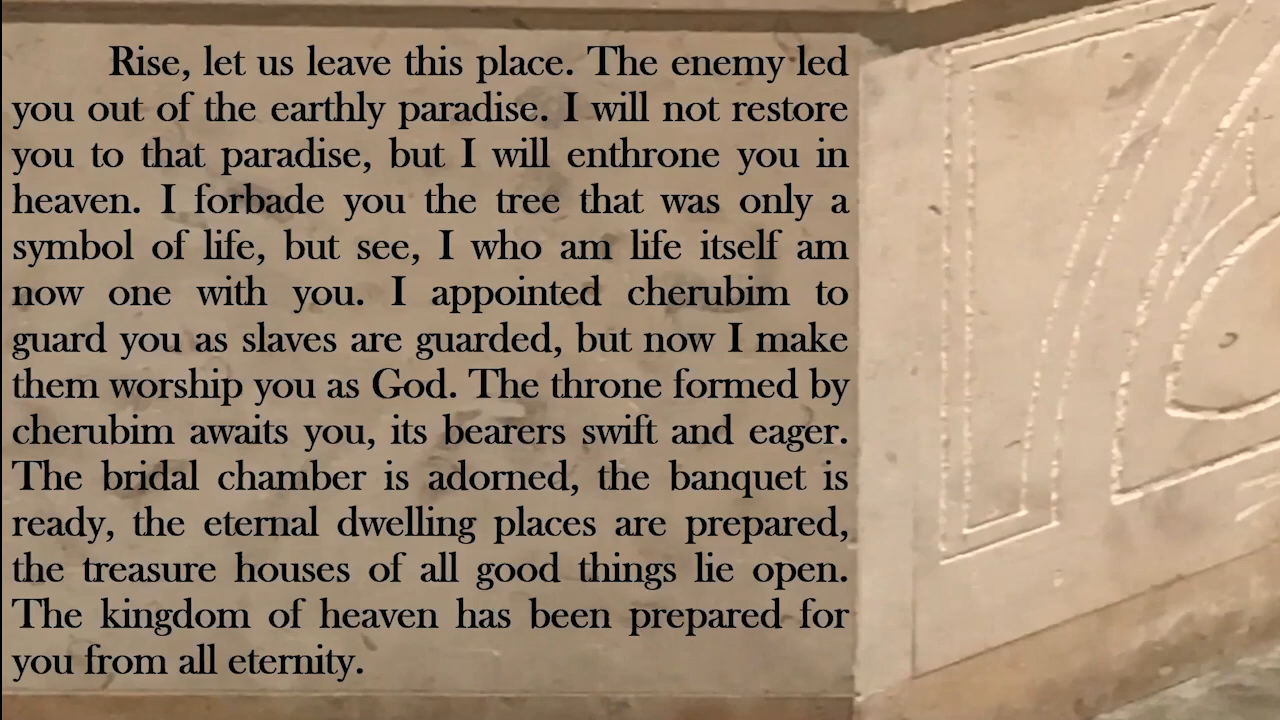 Rise, let us leave this place. The enemy led
you out of the earthly paradise. I will not restore
you to that paradise, but I will enthrone you in
heaven. I forbade you the tree that was only a
symbol of life, but see, I who am life itself am
now one with you. I appointed cherubim to
guard you as slaves are guarded, but now I make
them worship you as God. The throne formed by
cherubim awaits you, its bearers swift and eager.
The bridal chamber is adorned, the banquet is
ready, the eternal dwelling places are prepared,
the treasure houses of all good things lie open.
The kingdom of heaven has been prepared for
you from all eternity.